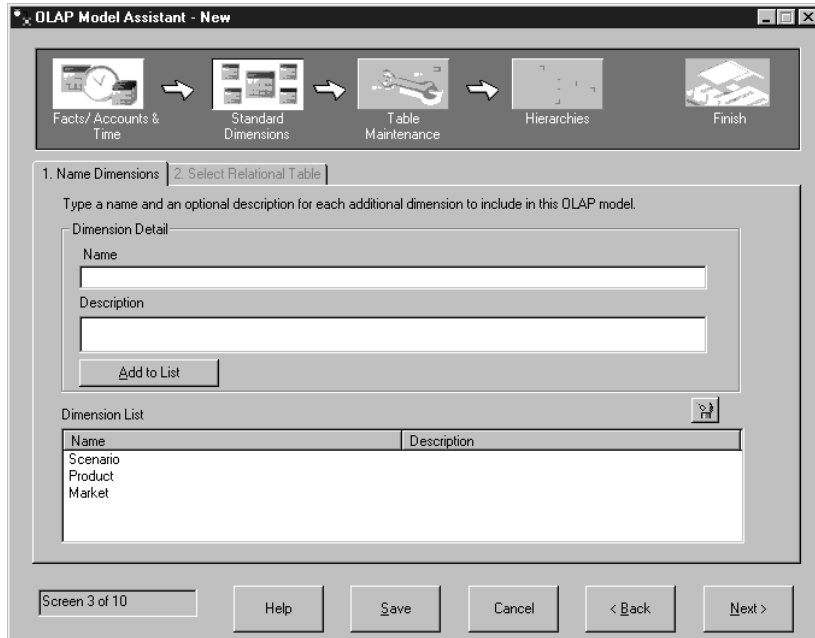 OLAP Model Assistant - New
Facts/Accounts &
Time
Standard
Dimensions
Table
Maintenance
Hierarchies
Finish
1. Name Dimensions
2. Select Relational Table
Type a name and an optional description for each additional dimension to include in this OLAP model.
Dimension Detail
Name
Description
Add to List
Dimension List
Name Description
Scenario
Product
Market
Screen 3 of 10
Help
Save
Cancel
< Back
Next >